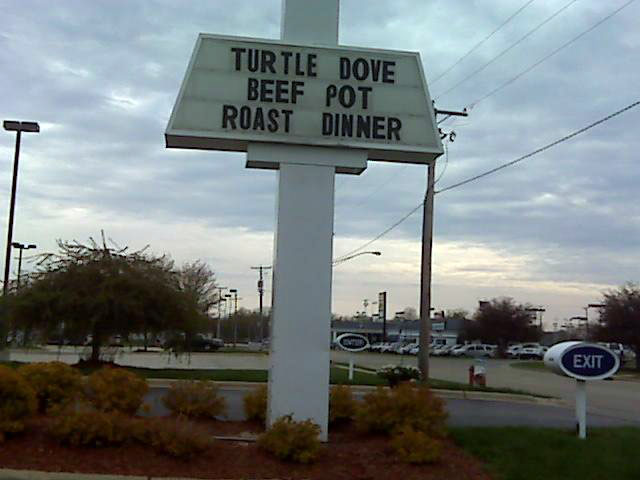 TURTLE DOVE
BEEF POT
ROAST DINNER
EXIT